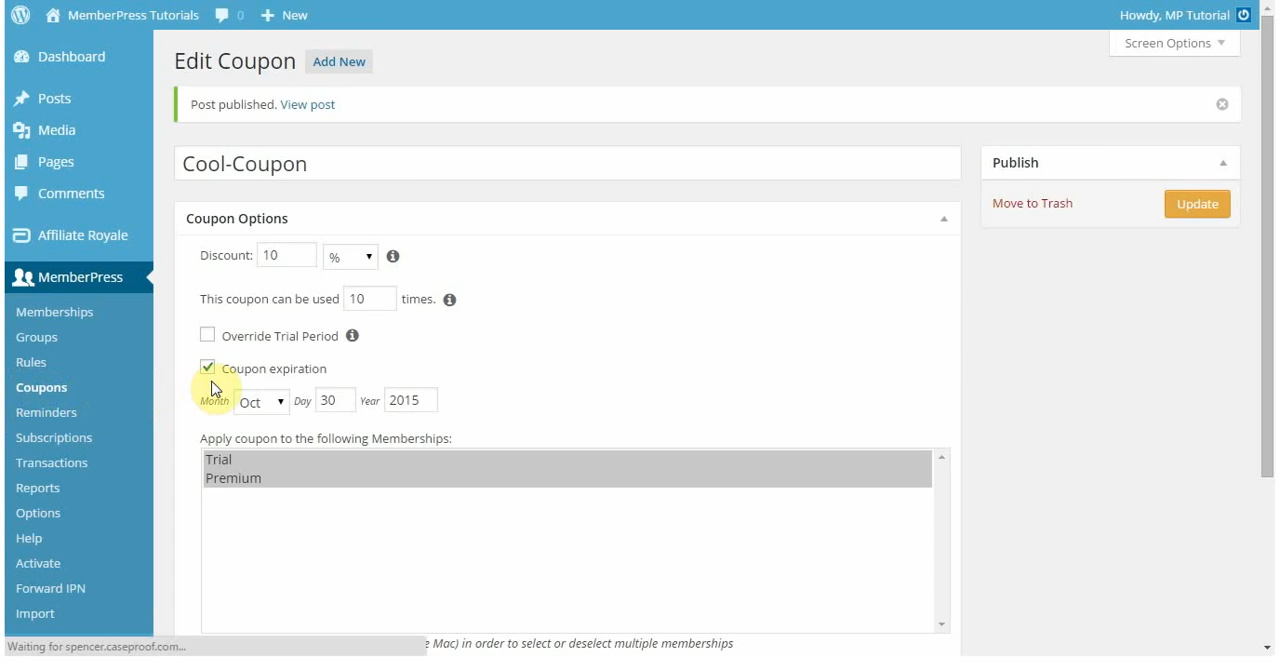 MemberPress Tutorials 0 New Howdy, MP Tutorial
Screen Options
Dashboard
Posts
Media
Pages
Comments
Affiliate Royale
MemberPress
Memberships
Groups
Rules
Coupons
Reminders
Subscriptions
Transactions
Reports
Options
Help
Activate
Forward IPN
Import
Edit Coupon Add New
Post published. View post
Cool-Coupon
Coupon Options
Discount: 10 %
This coupon can be used 10 times.
Override Trial Period
Coupon expiration
Month Oct Day 30 Year 2015
Apply coupon to the following Memberships:
Trial
Premium
e Mac) in order to select or deselect multiple memberships
Publish
Move to Trash Update
Waiting for spencer.caseproof.com...